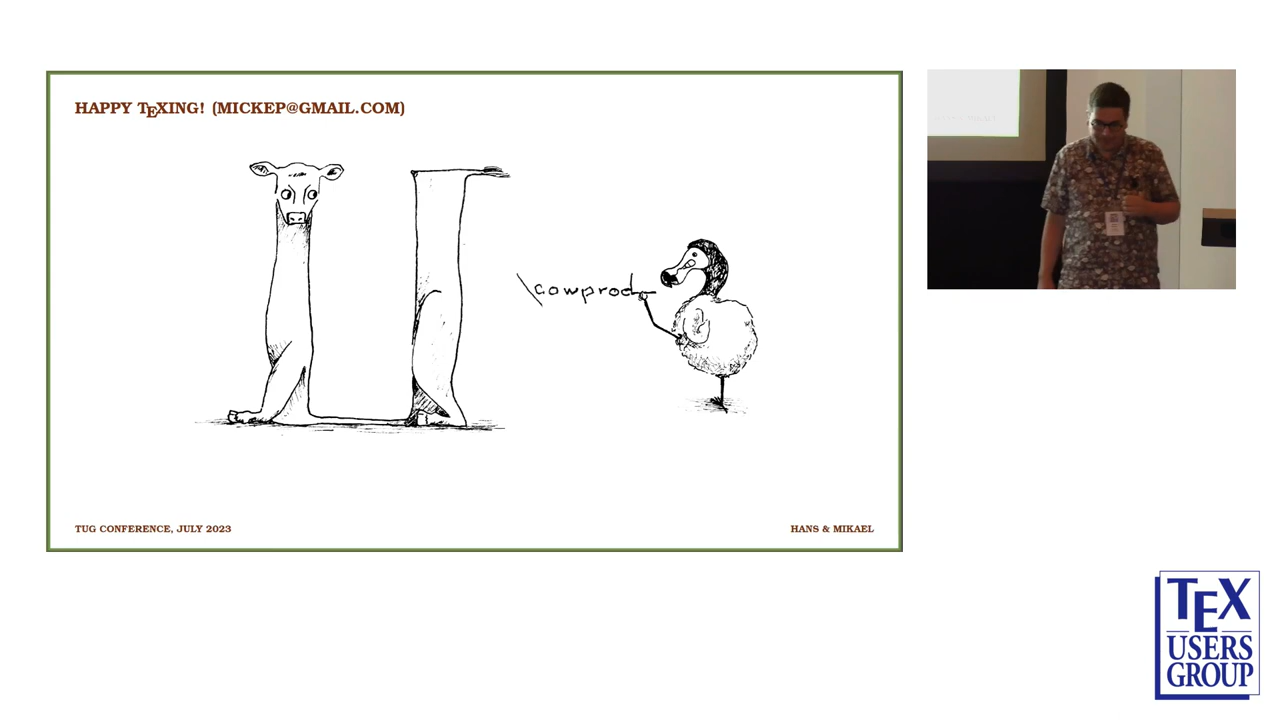 HAPPY TEXING! (MICKEP@GMAIL.COM)
\cowprod
TUG CONFERENCE, JULY 2023
HANS & MIKAEL
TEX
USERS
GROUP